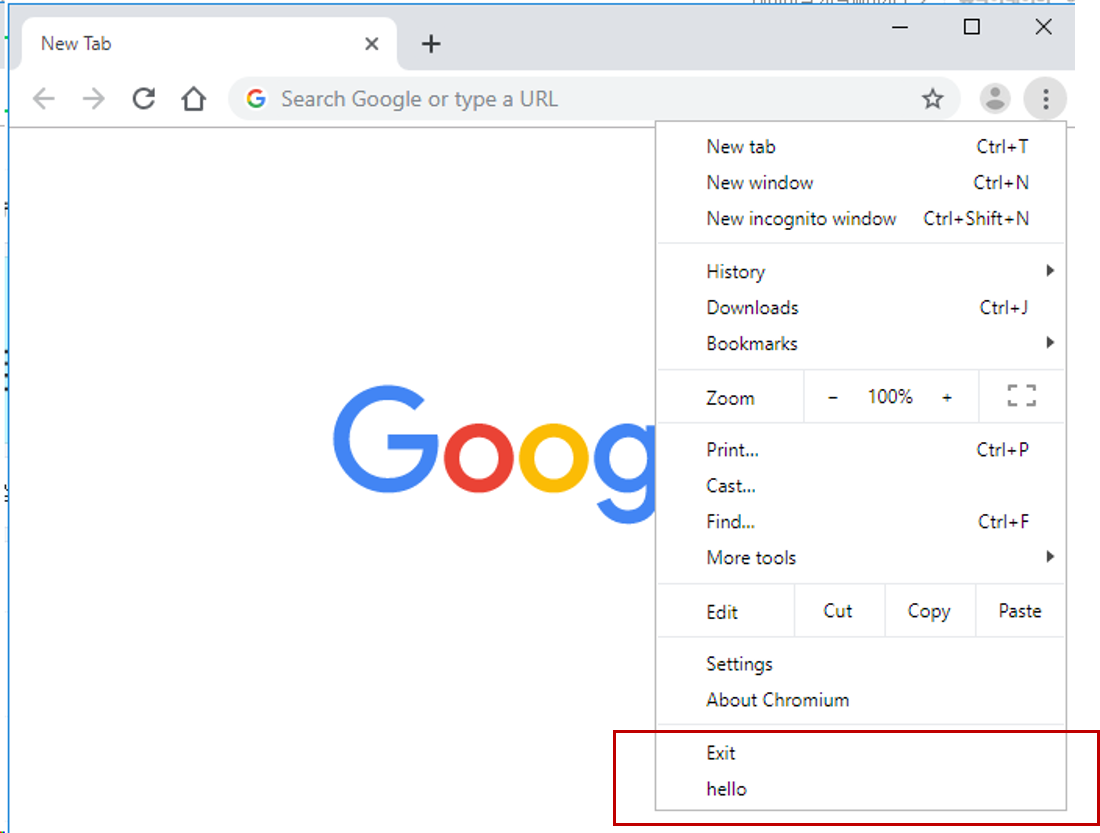 New Tab
Search Google or type a URL
New tab Ctrl+T
New window Ctrl+N
New incognito window Ctrl+Shift+N
History
Downloads Ctrl+J
Bookmarks
Zoom - 100% +
Goog
Print... Ctrl+P
Cast...
Find... Ctrl+F
More tools
Edit Cut Copy Paste
Settings
About Chromium
Exit
hello